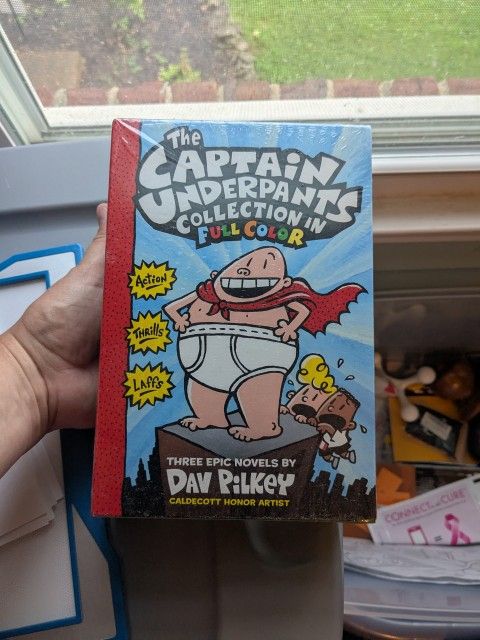 The
CAPTAIN
UNDERPANTS
COLLECTION IN
FULL COLOR
ACTION
THRILLS
LAFFS
THREE EPIC NOVELS BY
DAV PILKEY
CALDECOTT HONOR ARTIST
CONNECT CURE